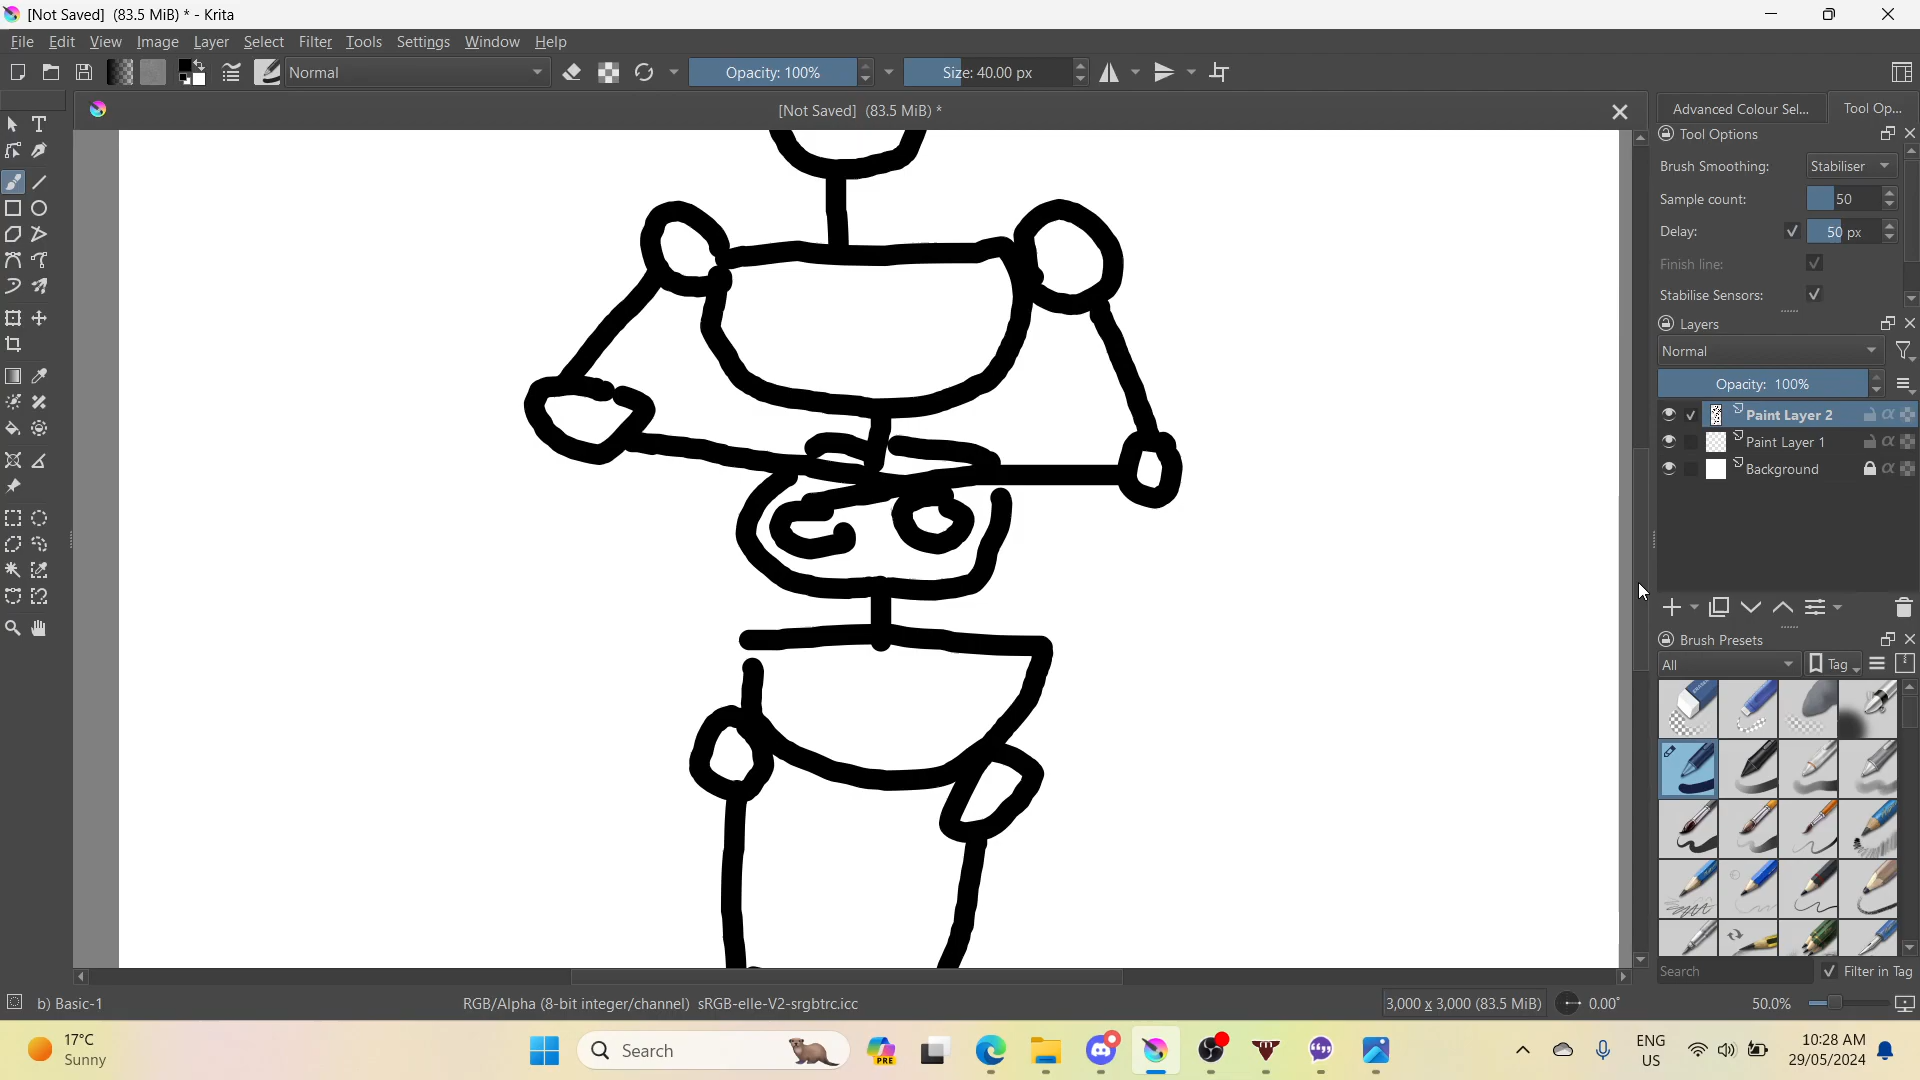 [Not Saved] (83.5 MiB) * - Krita
File Edit View Image Layer Select Filter Tools Settings Window Help
Normal Opacity: 100% Size: 40.00 px
[Not Saved] (83.5 MiB) *
Advanced Colour Sel... Tool Op...
Tool Options
Brush Smoothing: Stabiliser
Sample count: 50
Delay: 50 px
Finish line:
Stabilise Sensors:
Layers
Normal
Opacity: 100%
Paint Layer 2
Paint Layer 1
Background
Brush Presets
All Tag
Search Filter in Tag
b) Basic-1 RGB/Alpha (8-bit integer/channel) sRGB-elle-V2-srgbtrc.icc 3,000 x 3,000 (83.5 MiB) 0.00° 50.0%
17°C
Sunny
Search
PRE
ENG
US
10:28 AM
29/05/2024